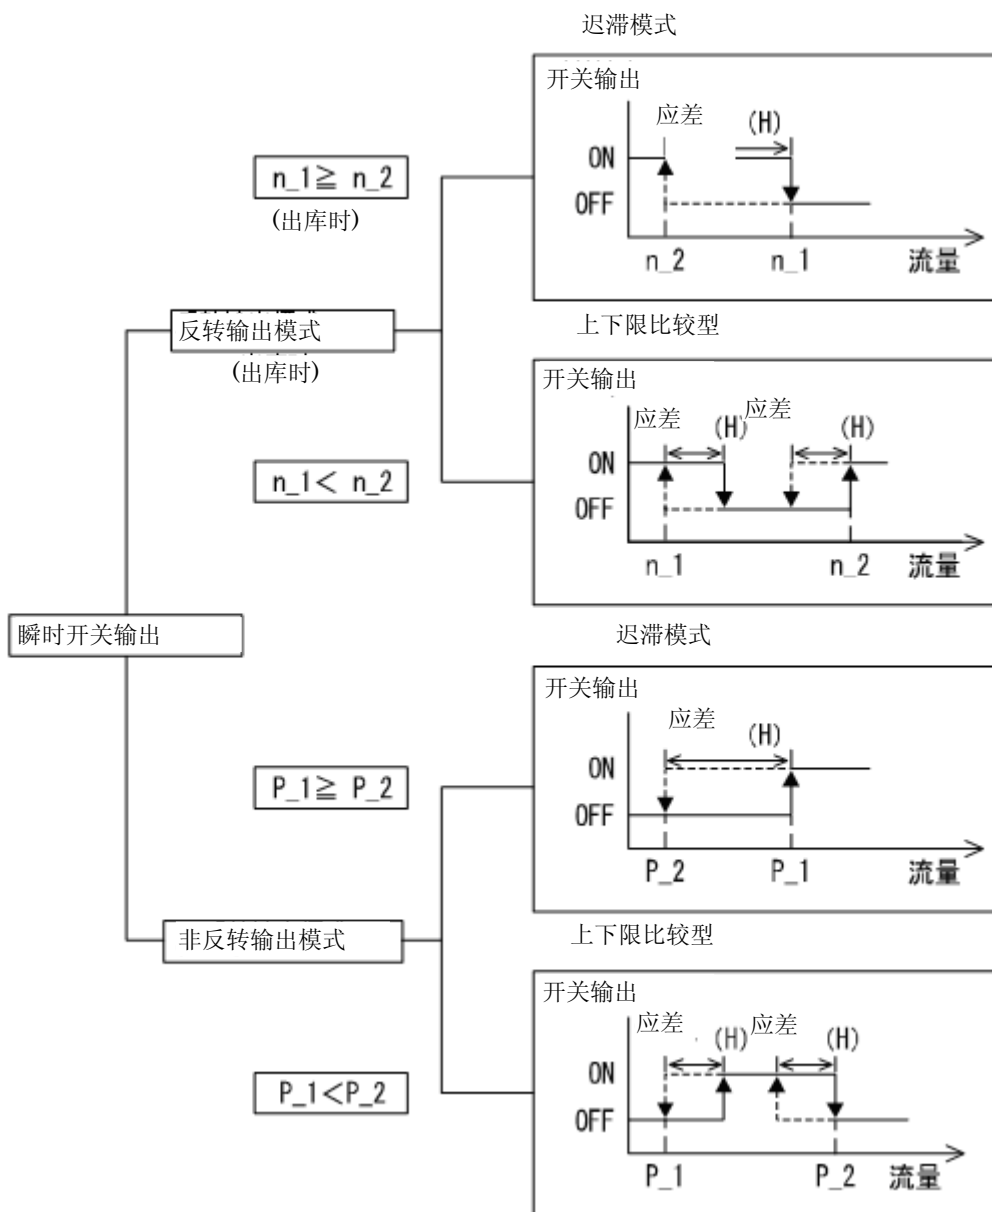 迟滞模式
开关输出
应差
(H)
n_1≧ n_2
ON
(出库时)
OFF
n_2
n_1
流量
反转输出模式
上下限比较型
(出库时)
开关输出
应差
(H)
应差
(H)
n_1< n_2
ON
OFF
n_1
n_2
流量
瞬时开关输出
迟滞模式
开关输出
应差
(H)
P_1≧ P_2
ON
OFF
P_2
P_1
流量
非反转输出模式
上下限比较型
开关输出
应差
(H)
应差
(H)
P_1<P_2
ON
OFF
P_1
P_2
流量